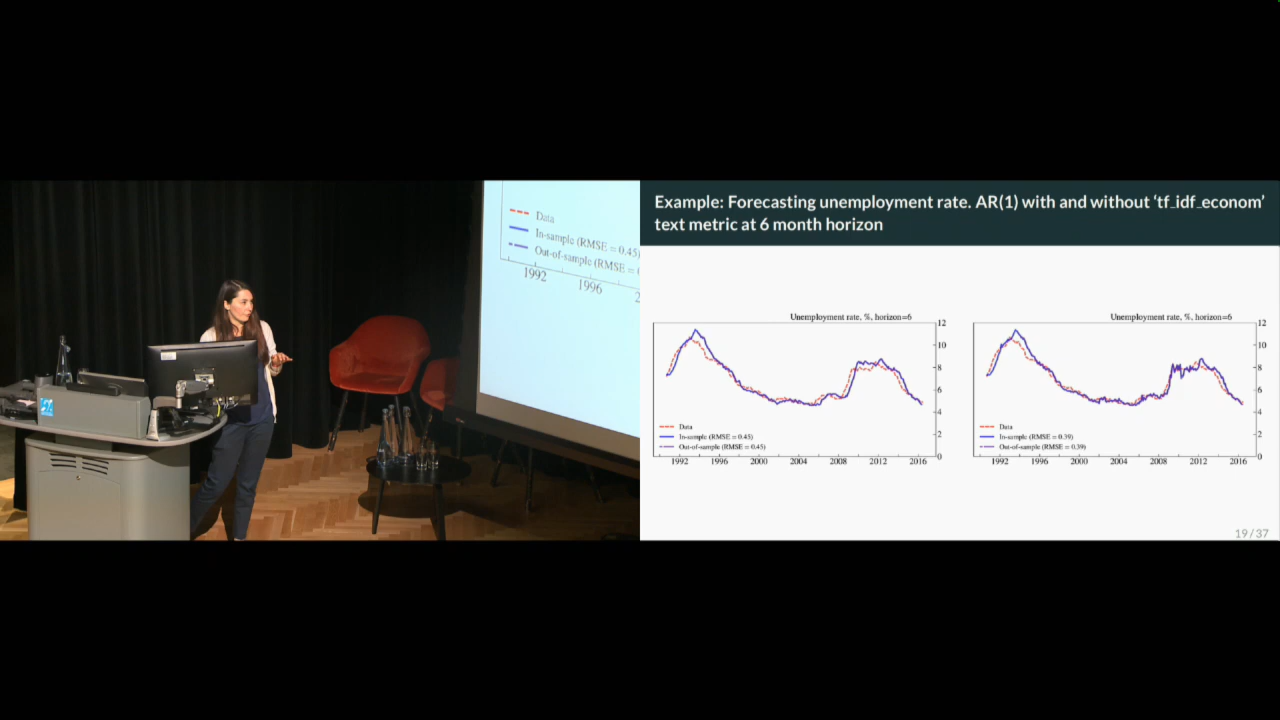 Data
In-sample (RMSE = 0.45)
Out-of-sample (RMSE =
1992
1996
2
Example: Forecasting unemployment rate. AR(1) with and without ‘tf_idf_econom’
text metric at 6 month horizon
Unemployment rate, %, horizon=6
12
10
8
6
4
2
0
Data
In-sample (RMSE = 0.45)
Out-of-sample (RMSE = 0.45)
1992 1996 2000 2004 2008 2012 2016
Unemployment rate, %, horizon=6
12
10
8
6
4
2
0
Data
In-sample (RMSE = 0.39)
Out-of-sample (RMSE = 0.39)
1992 1996 2000 2004 2008 2012 2016
19/37